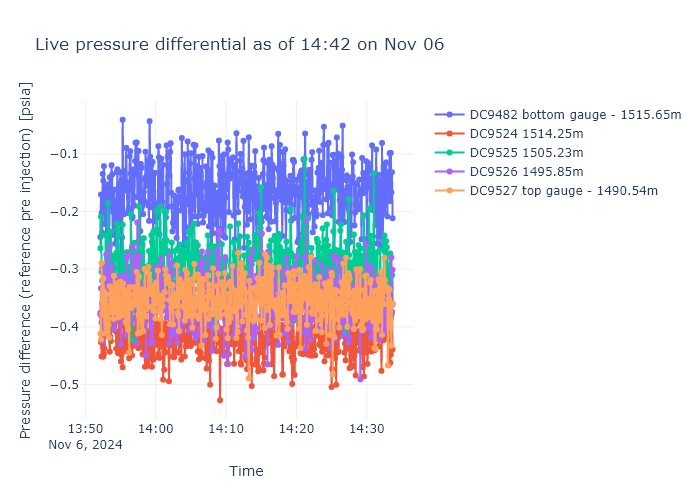 Live pressure differential as of 14:42 on Nov 06
Pressure difference (reference pre injection) [psia]
−0.1
−0.2
−0.3
−0.4
−0.5
13:50
14:00
14:10
14:20
14:30
Nov 6, 2024
Time
DC9482 bottom gauge - 1515.65m
DC9524 1514.25m
DC9525 1505.23m
DC9526 1495.85m
DC9527 top gauge - 1490.54m